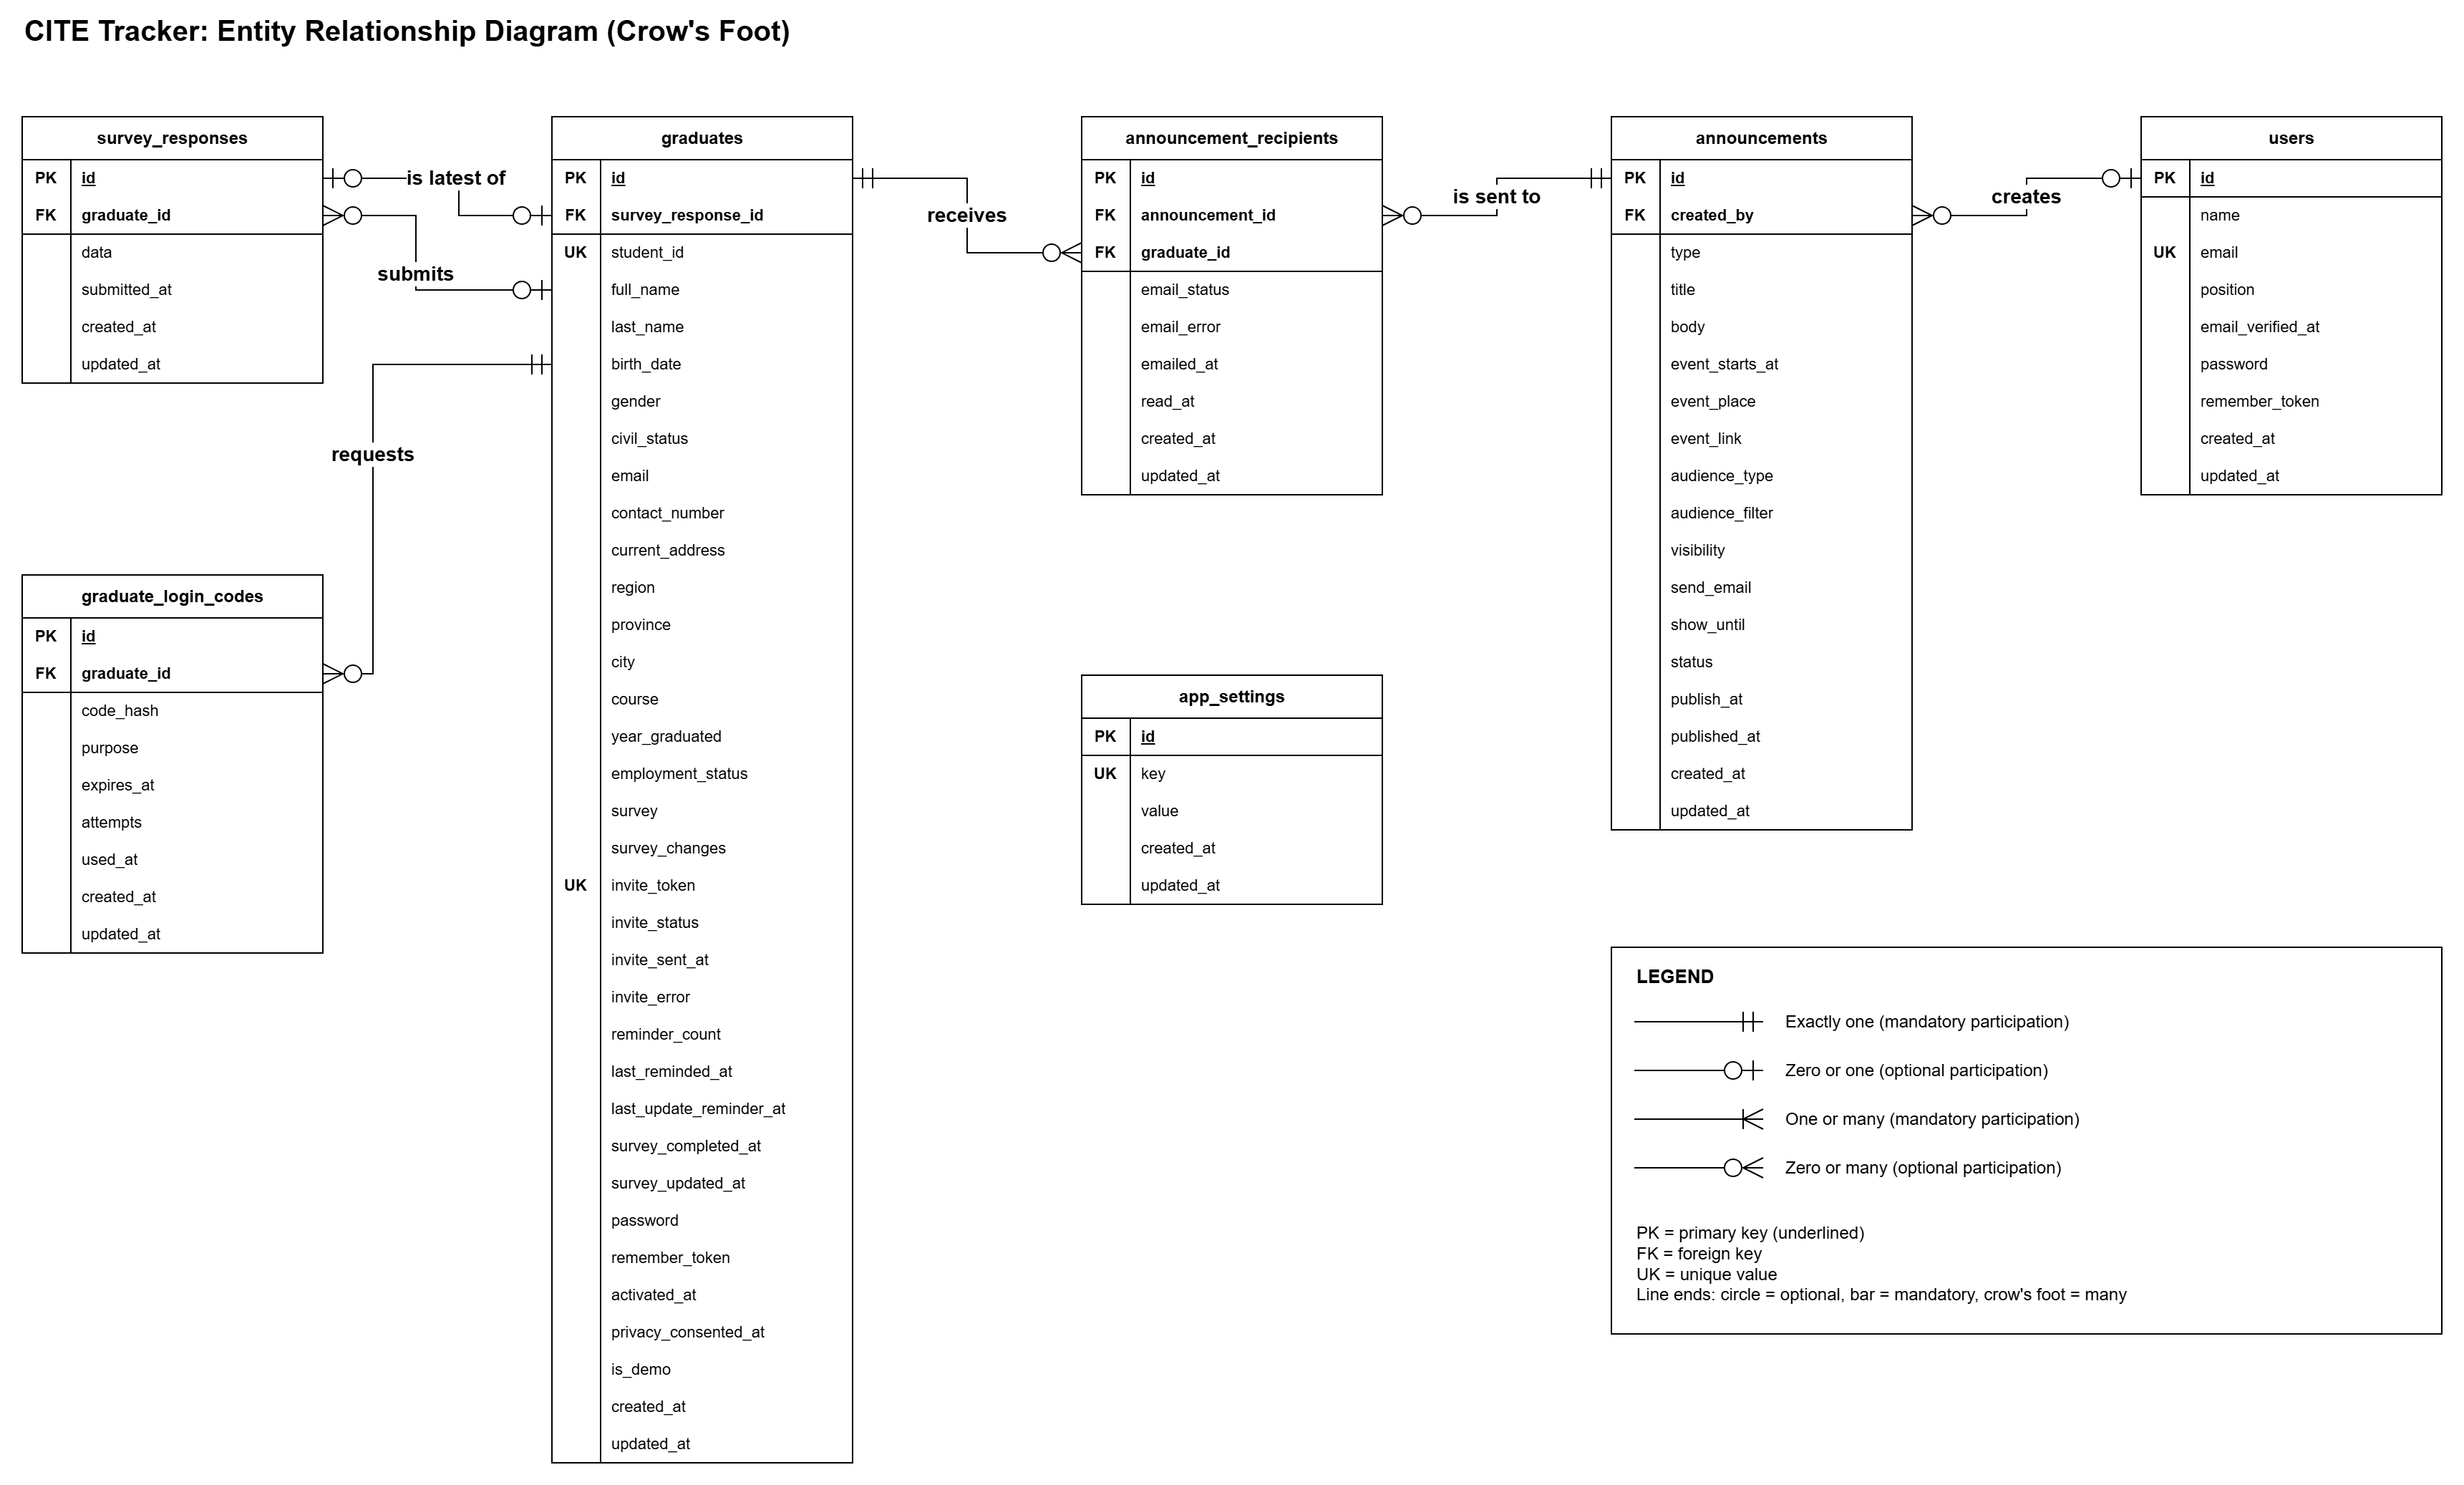 CITE Tracker: Entity Relationship Diagram (Crow's Foot)
survey_responses
PK id
FK graduate_id
data
submitted_at
created_at
updated_at
is latest of
submits
requests
graduate_login_codes
PK id
FK graduate_id
code_hash
purpose
expires_at
attempts
used_at
created_at
updated_at
graduates
PK id
FK survey_response_id
UK student_id
full_name
last_name
birth_date
gender
civil_status
email
contact_number
current_address
region
province
city
course
year_graduated
employment_status
survey
survey_changes
UK invite_token
invite_status
invite_sent_at
invite_error
reminder_count
last_reminded_at
last_update_reminder_at
survey_completed_at
survey_updated_at
password
remember_token
activated_at
privacy_consented_at
is_demo
created_at
updated_at
receives
announcement_recipients
PK id
FK announcement_id
FK graduate_id
email_status
email_error
emailed_at
read_at
created_at
updated_at
app_settings
PK id
UK key
value
created_at
updated_at
is sent to
announcements
PK id
FK created_by
type
title
body
event_starts_at
event_place
event_link
audience_type
audience_filter
visibility
send_email
show_until
status
publish_at
published_at
created_at
updated_at
creates
users
PK id
name
UK email
position
email_verified_at
password
remember_token
created_at
updated_at
LEGEND
Exactly one (mandatory participation)
Zero or one (optional participation)
One or many (mandatory participation)
Zero or many (optional participation)
PK = primary key (underlined)
FK = foreign key
UK = unique value
Line ends: circle = optional, bar = mandatory, crow's foot = many